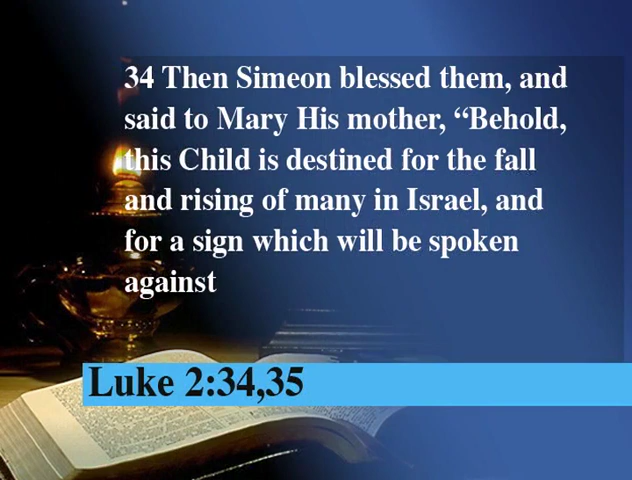 34 Then Simeon blessed them, and
said to Mary His mother, “Behold,
this Child is destined for the fall
and rising of many in Israel, and
for a sign which will be spoken
against
Luke 2:34,35